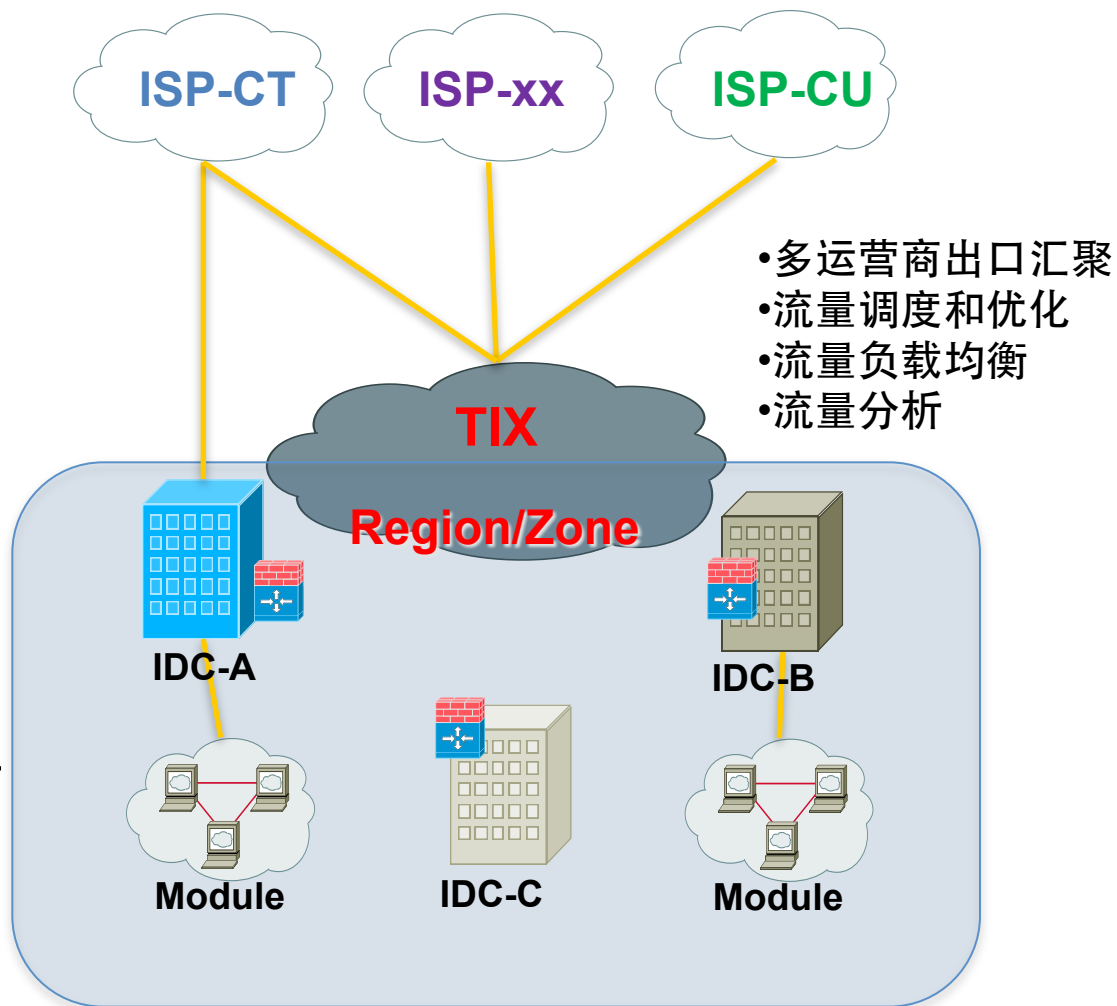 ISP-CT
ISP-xx
ISP-CU
•多运营商出口汇聚
•流量调度和优化
•流量负载均衡
•流量分析
TIX
Region/Zone
IDC-A
IDC-B
Module
IDC-C
Module